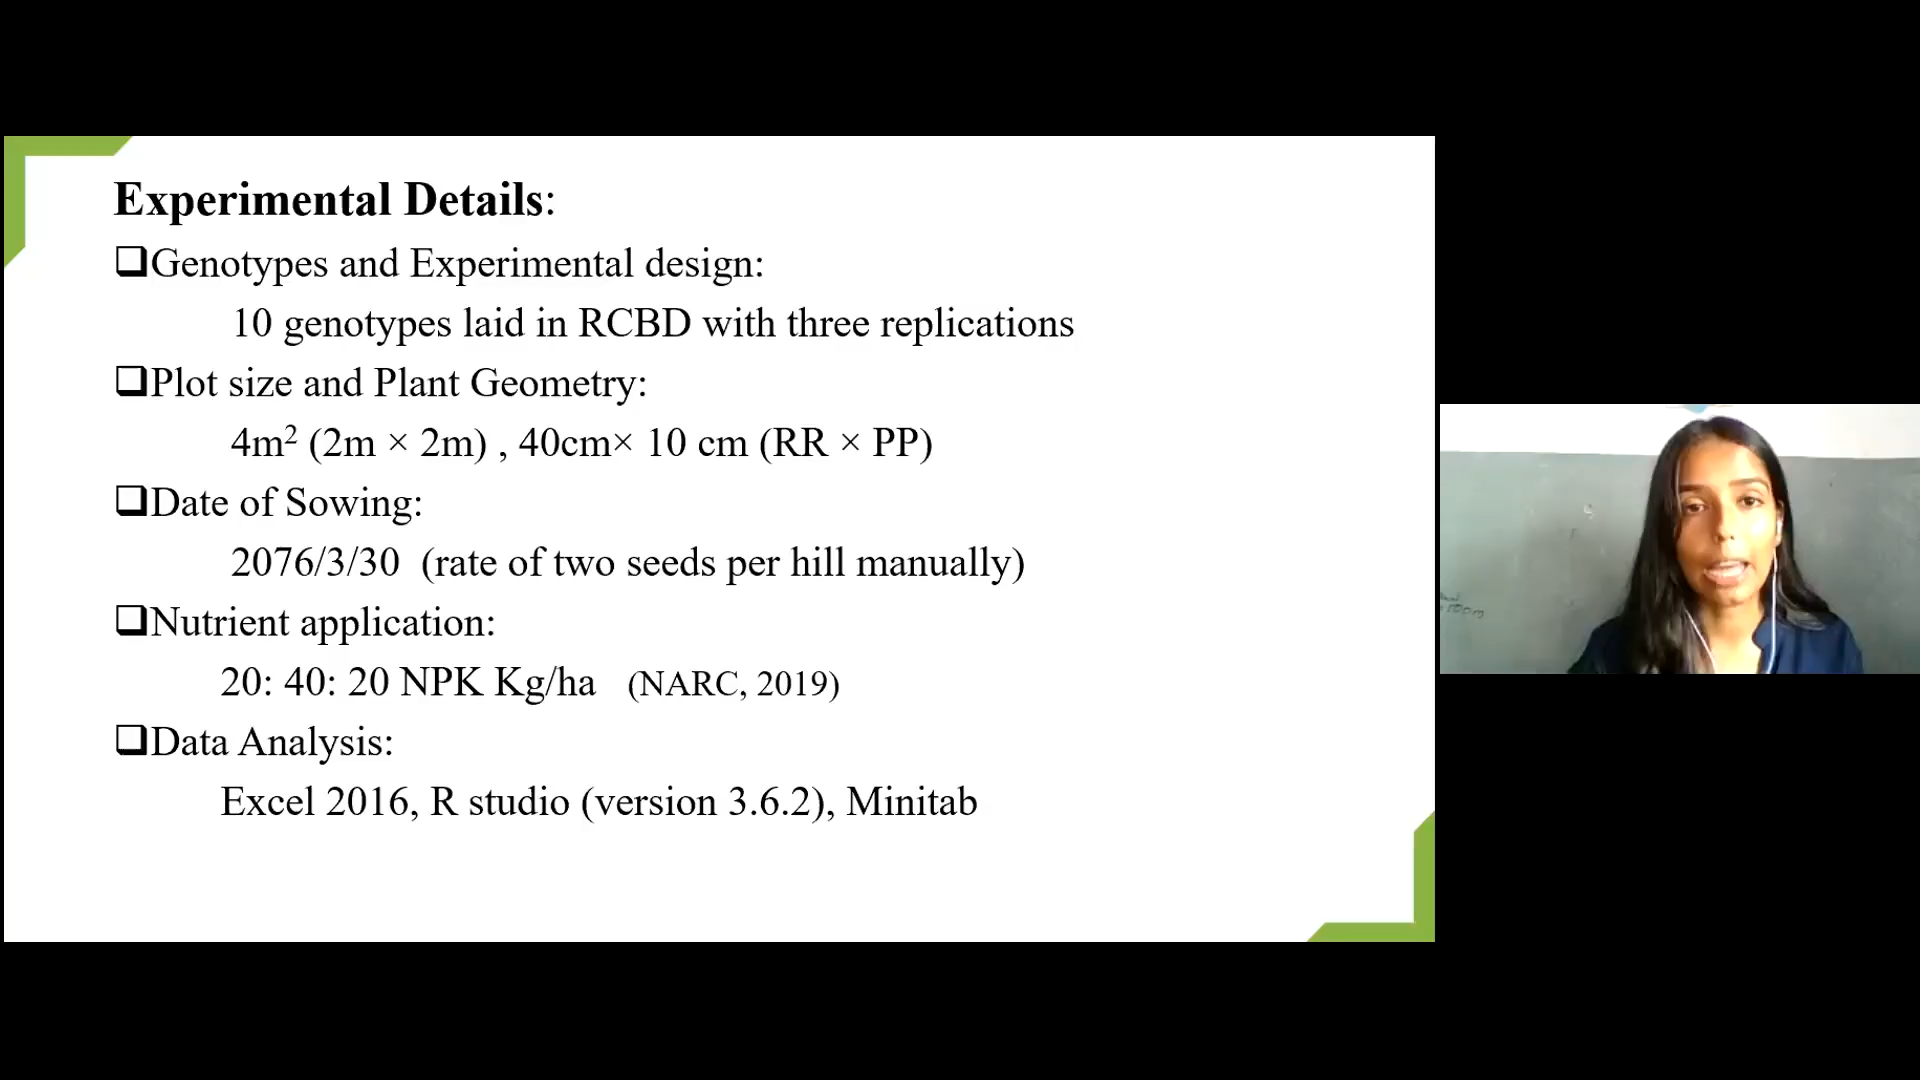 Experimental Details:
❑Genotypes and Experimental design:
10 genotypes laid in RCBD with three replications
❑Plot size and Plant Geometry:
4m² (2m × 2m) , 40cm× 10 cm (RR × PP)
❑Date of Sowing:
2076/3/30 (rate of two seeds per hill manually)
❑Nutrient application:
20: 40: 20 NPK Kg/ha (NARC, 2019)
❑Data Analysis:
Excel 2016, R studio (version 3.6.2), Minitab